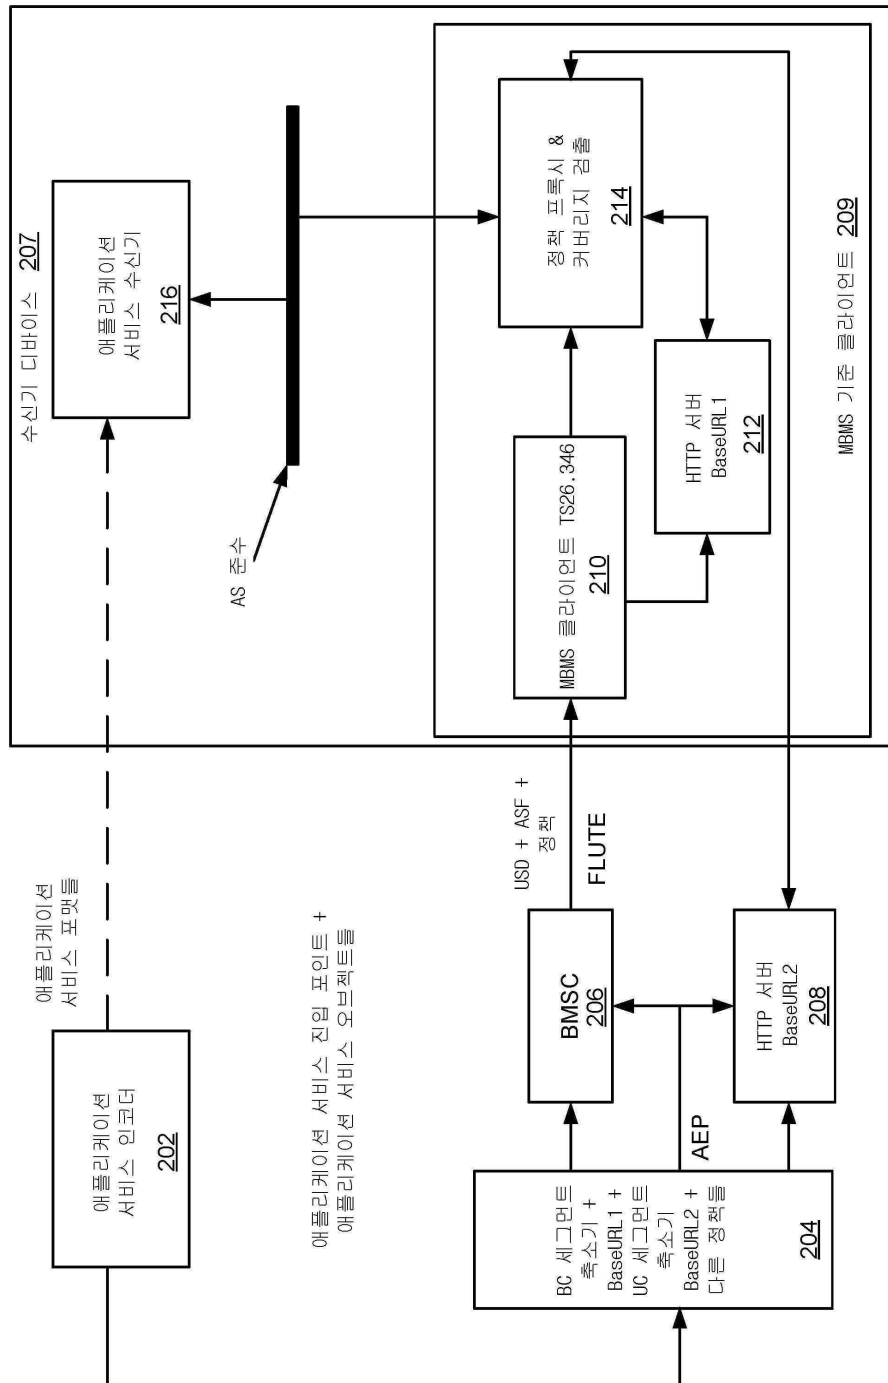 애플리케이션
서비스 인코더
202
애플리케이션
서비스 포맷들
수신기 디바이스 207
애플리케이션
서비스 수신기
216
AS 준수
애플리케이션 서비스 진입 포인트 +
애플리케이션 서비스 오브젝트들
BC 세그먼트
축소기 +
BaseURL1 +
UC 세그먼트
축소기
BaseURL2 +
다른 정책들
204
AEP
BMSC
206
HTTP 서버
BaseURL2
208
USD + ASF +
정책
FLUTE
MBMS 클라이언트 TS26.346
210
정책 프록시 &
커버리지 검출
214
HTTP 서버
BaseURL1
212
MBMS 기준 클라이언트 209